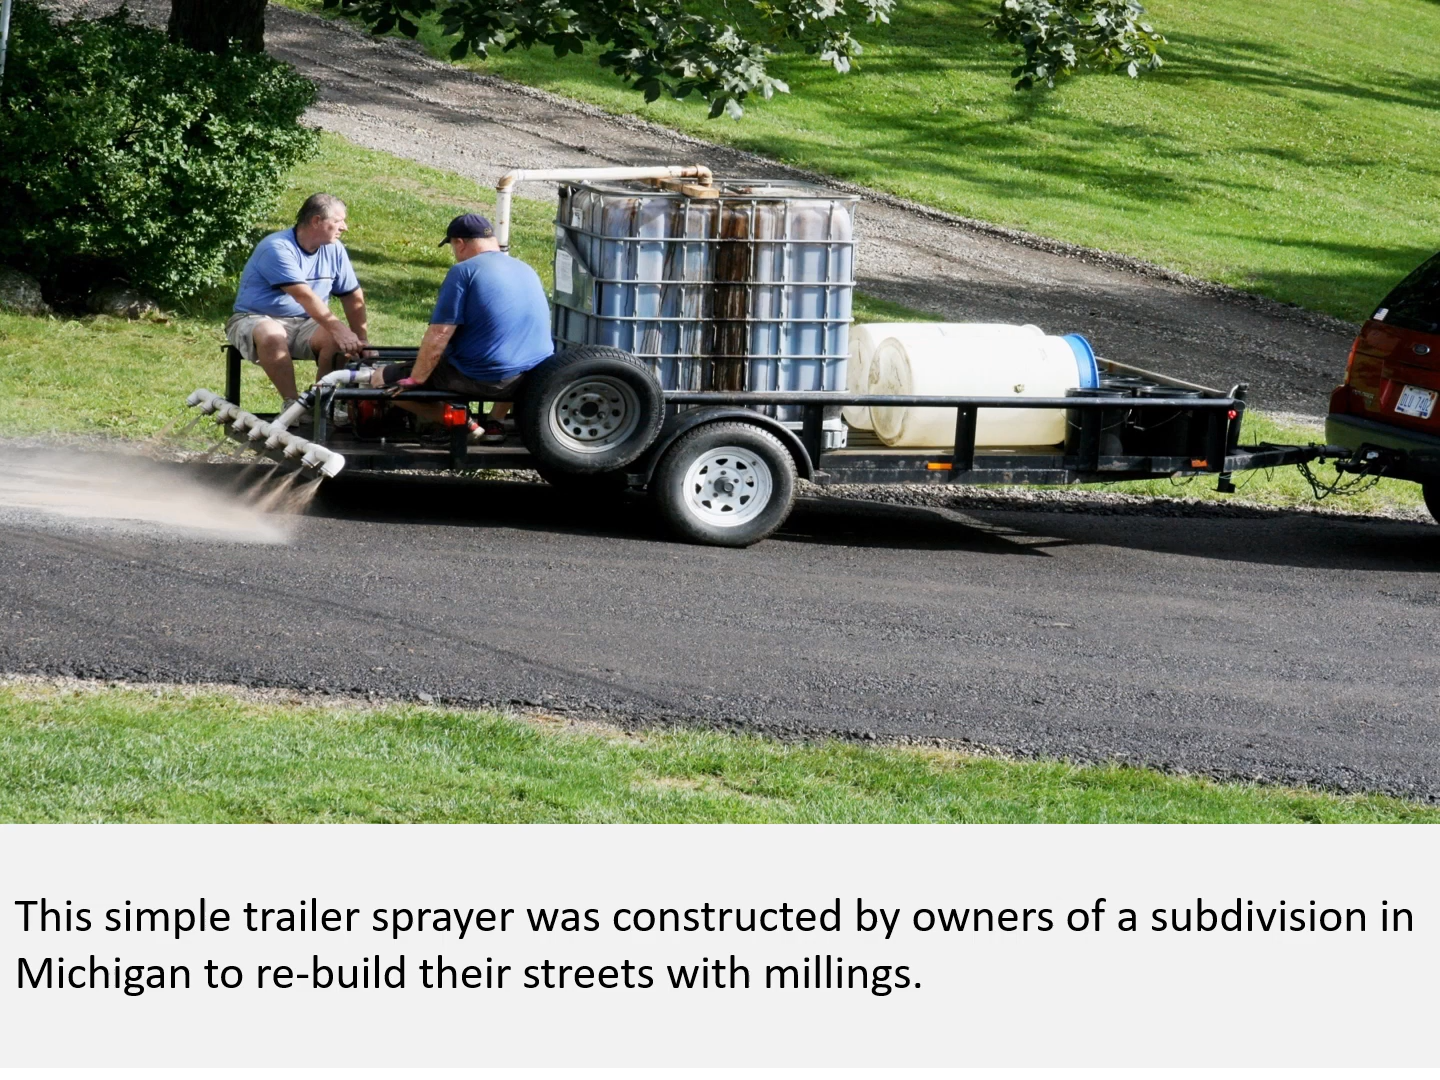 This simple trailer sprayer was constructed by owners of a subdivision in
Michigan to re-build their streets with millings.